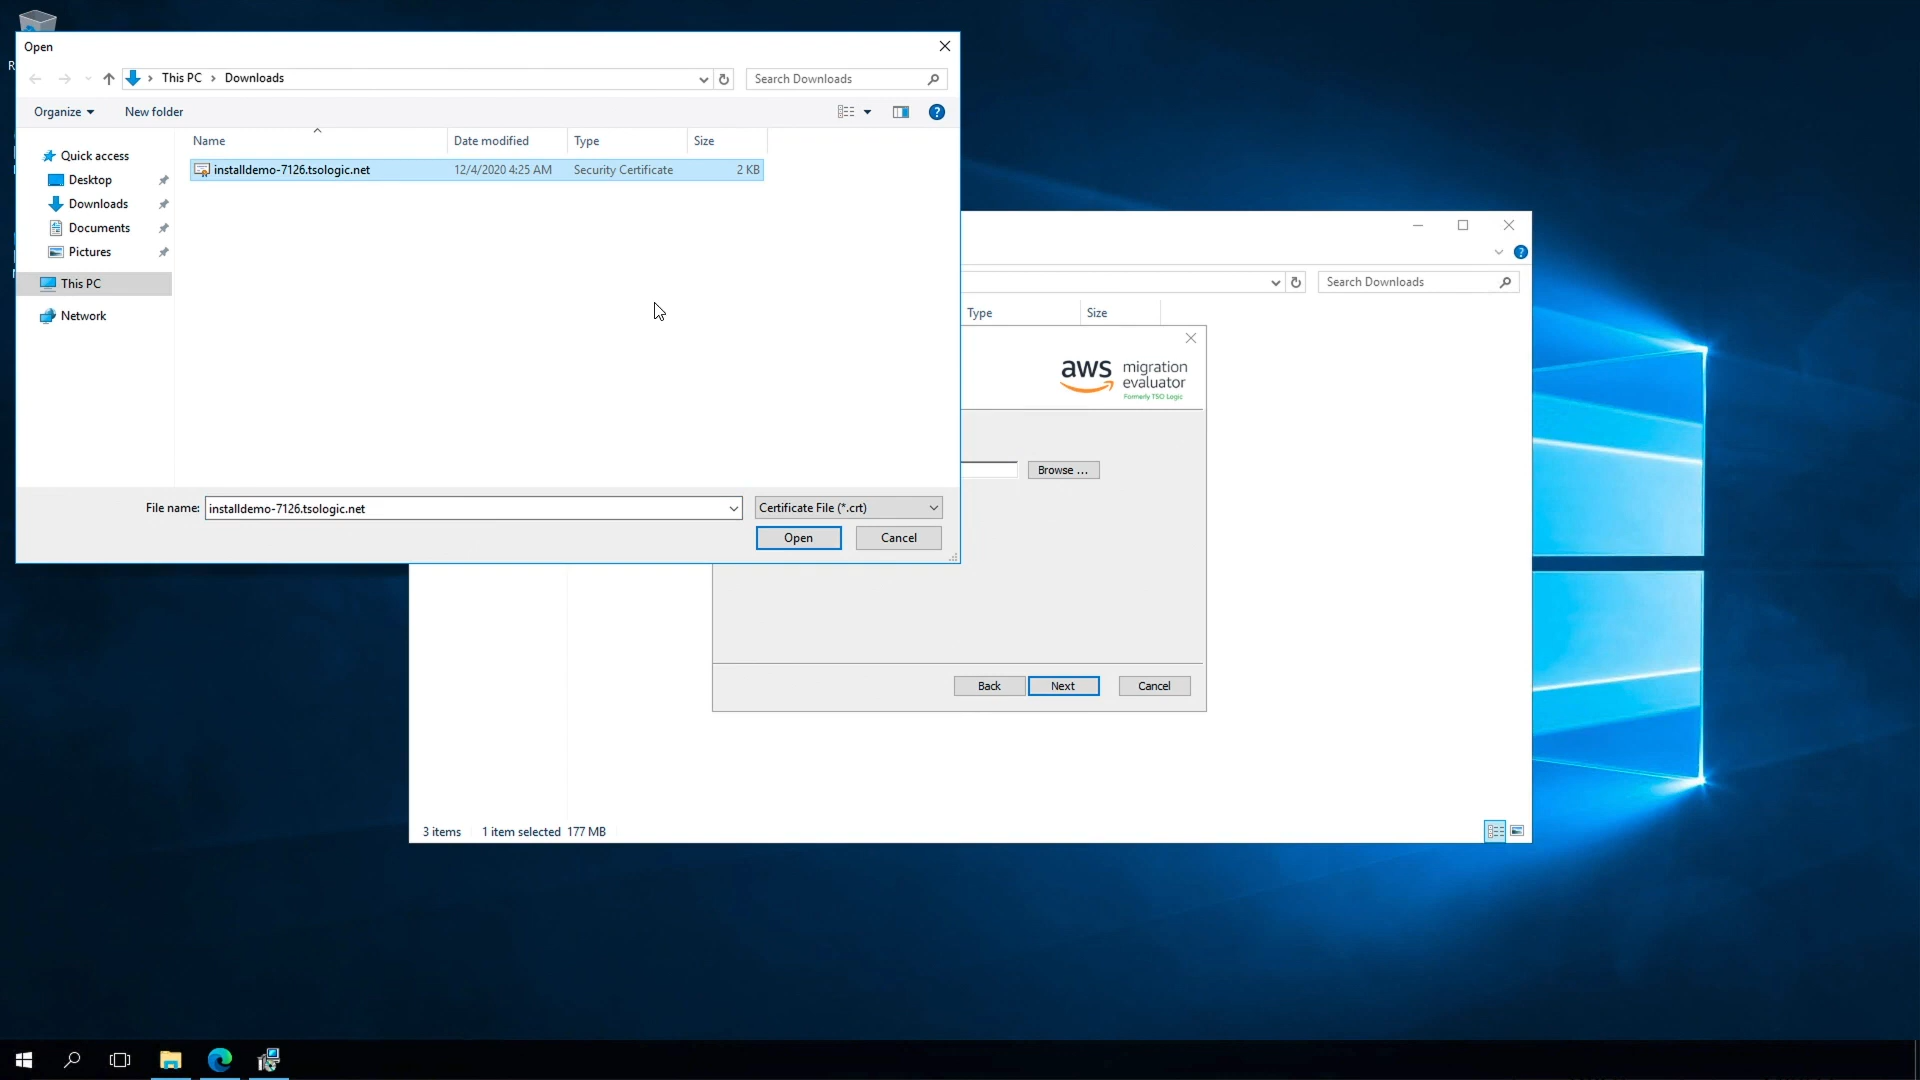 R
Open
This PC > Downloads
Search Downloads
Organize
New folder
Name
Date modified
Type
Size
installdemo-7126.tsologic.net
12/4/2020 4:25 AM
Security Certificate
2 KB
Quick access
Desktop
Downloads
Documents
Pictures
This PC
Network
File name:
installdemo-7126.tsologic.net
Certificate File (*.crt)
Open
Cancel
Search Downloads
Type
Size
aws
migration
evaluator
Formerly TSO Logic
Browse ...
Back
Next
Cancel
3 items
1 item selected 177 MB